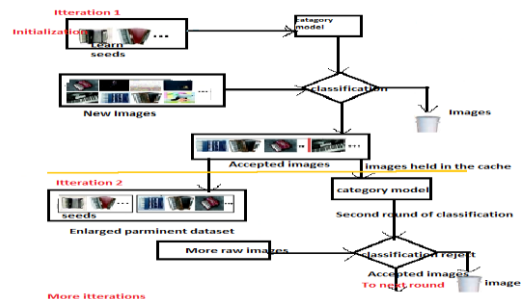 Itteration 1
Initialization
catagory
model
Learn
seeds
classification
New Images
Images
Accepted images
images held in the cache
Itteration 2
category model
seeds
Second round of classification
Enlarged parminent dataset
More raw images
classification reject
Accepted images
To next round
image
More itterations